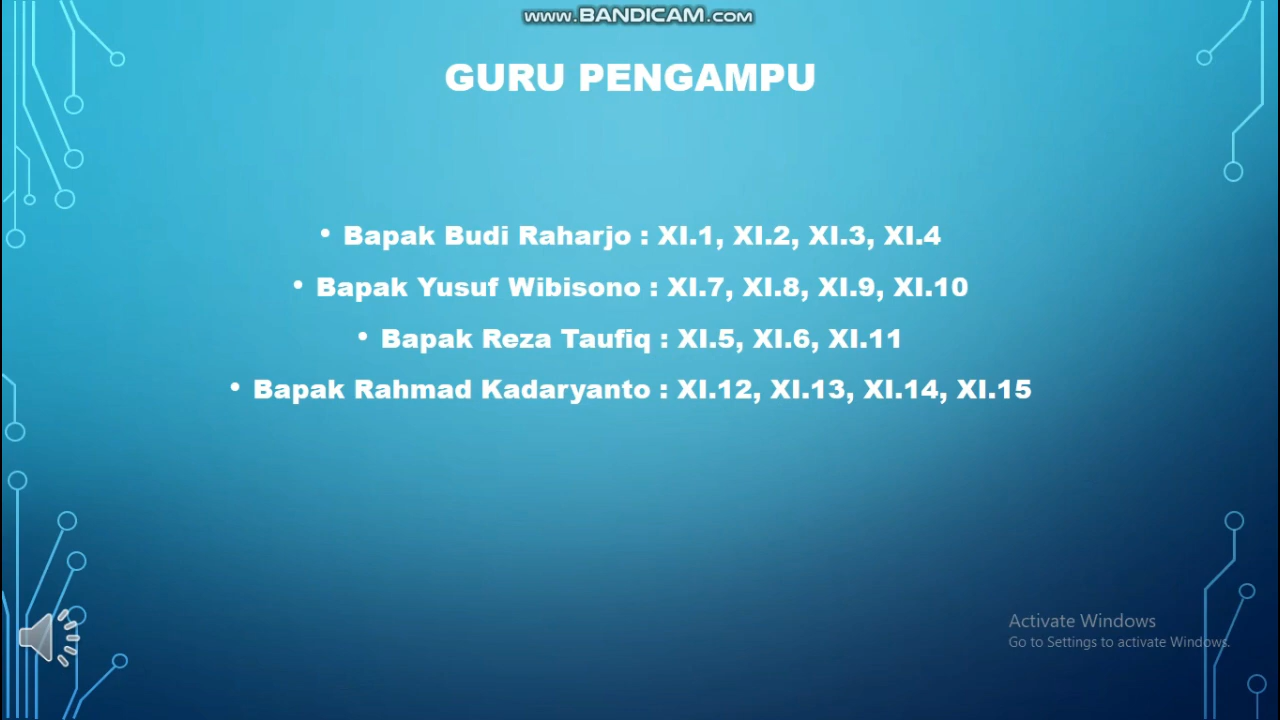 www.BANDICAM.com
GURU PENGAMPU
• Bapak Budi Raharjo : XI.1, XI.2, XI.3, XI.4
• Bapak Yusuf Wibisono : XI.7, XI.8, XI.9, XI.10
• Bapak Reza Taufiq : XI.5, XI.6, XI.11
• Bapak Rahmad Kadaryanto : XI.12, XI.13, XI.14, XI.15
Activate Windows
Go to Settings to activate Windows.